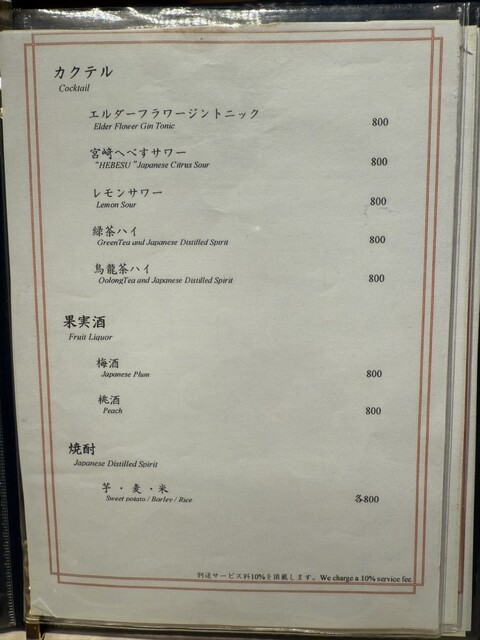 カクテル
Cocktail
エルダーフラワージントニック
Elder Flower Gin Tonic
800
宮崎へべすサワー
"HEBESU "Japanese Citrus Sour
800
レモンサワー
Lemon Sour
800
緑茶ハイ
GreenTea and Japanese Distilled Spirit
800
烏龍茶ハイ
OolongTea and Japanese Distilled Spirit
800
果実酒
Fruit Liquor
梅酒
Japanese Plum
800
桃酒
Peach
800
焼酎
Japanese Distilled Spirit
芋・麦・米
Sweet potato / Barley / Rice
各800
別途サービス料10%を頂戴します。We charge a 10% service fee